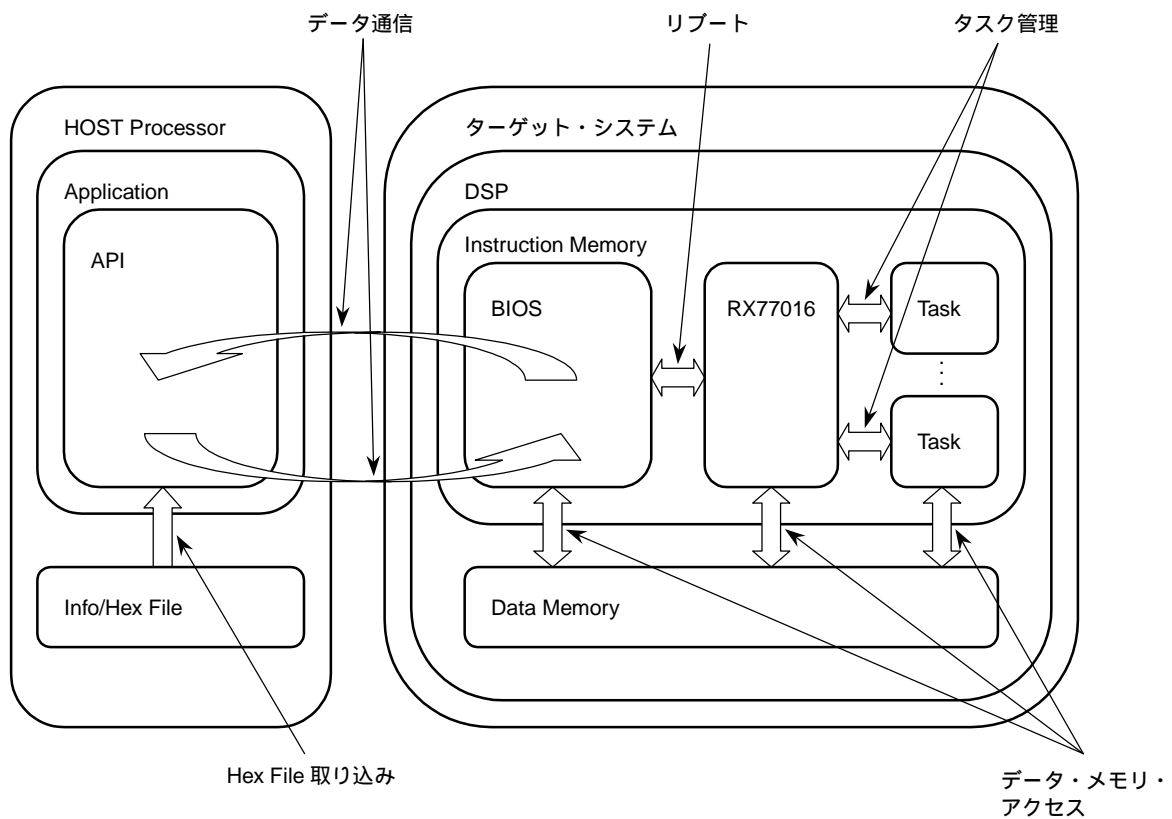 データ通信
リブート
タスク管理
HOST Processor
ターゲット・システム
Application
DSP
API
Instruction Memory
BIOS
RX77016
Task
Task
Info/Hex File
Data Memory
Hex File 取り込み
データ・メモリ・
アクセス